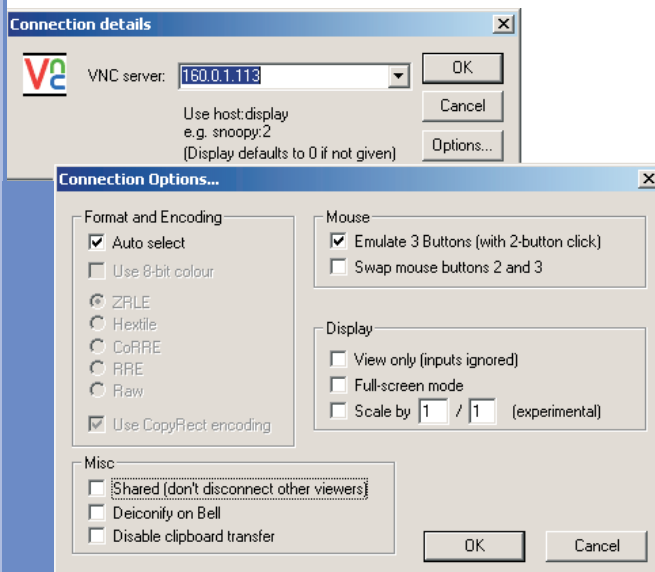 Connection details
VNC server: 160.0.1.113
OK
Use host:display
e.g. snoopy:2
(Display defaults to 0 if not given)
Cancel
Options...
Connection Options...
Format and Encoding
Auto select
Use 8-bit colour
ZRLE
Hextile
CoRRE
RRE
Raw
Use CopyRect encoding
Mouse
Emulate 3 Buttons (with 2-button click)
Swap mouse buttons 2 and 3
Display
View only (inputs ignored)
Full-screen mode
Scale by 1 / 1 (experimental)
Misc
Shared (don't disconnect other viewers)
Deiconify on Bell
Disable clipboard transfer
OK
Cancel